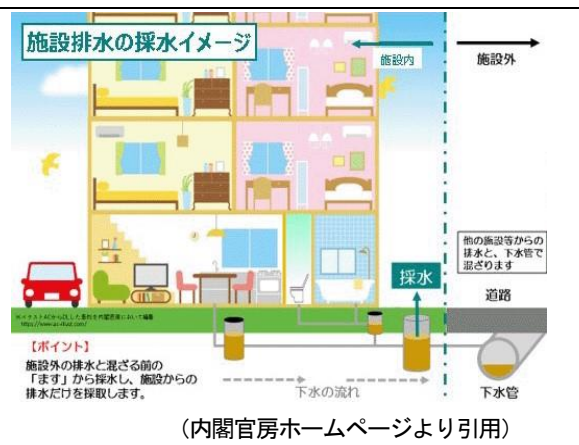 施設排水の採水イメージ
施設内
施設外
他の施設等からの
排水と、下水管で
混ざります
採水
道路
https://www.ac-illust.com/
【ポイント】
施設外の排水と混ざる前の
「ます」から採水し、施設からの
排水だけを採取します。
下水の流れ
下水管
(内閣官房ホームページより引用)